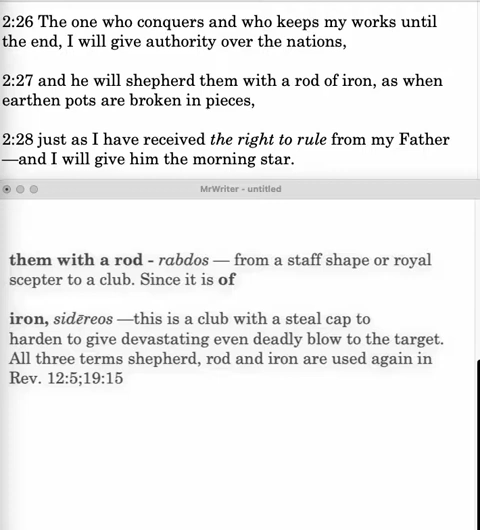 2:26 The one who conquers and who keeps my works until
the end, I will give authority over the nations,
2:27 and he will shepherd them with a rod of iron, as when
earthen pots are broken in pieces,
2:28 just as I have received the right to rule from my Father
—and I will give him the morning star.
MrWriter - untitled
them with a rod - rabdos — from a staff shape or royal
scepter to a club. Since it is of
iron, sidēreos —this is a club with a steal cap to
harden to give devastating even deadly blow to the target.
All three terms shepherd, rod and iron are used again in
Rev. 12:5;19:15